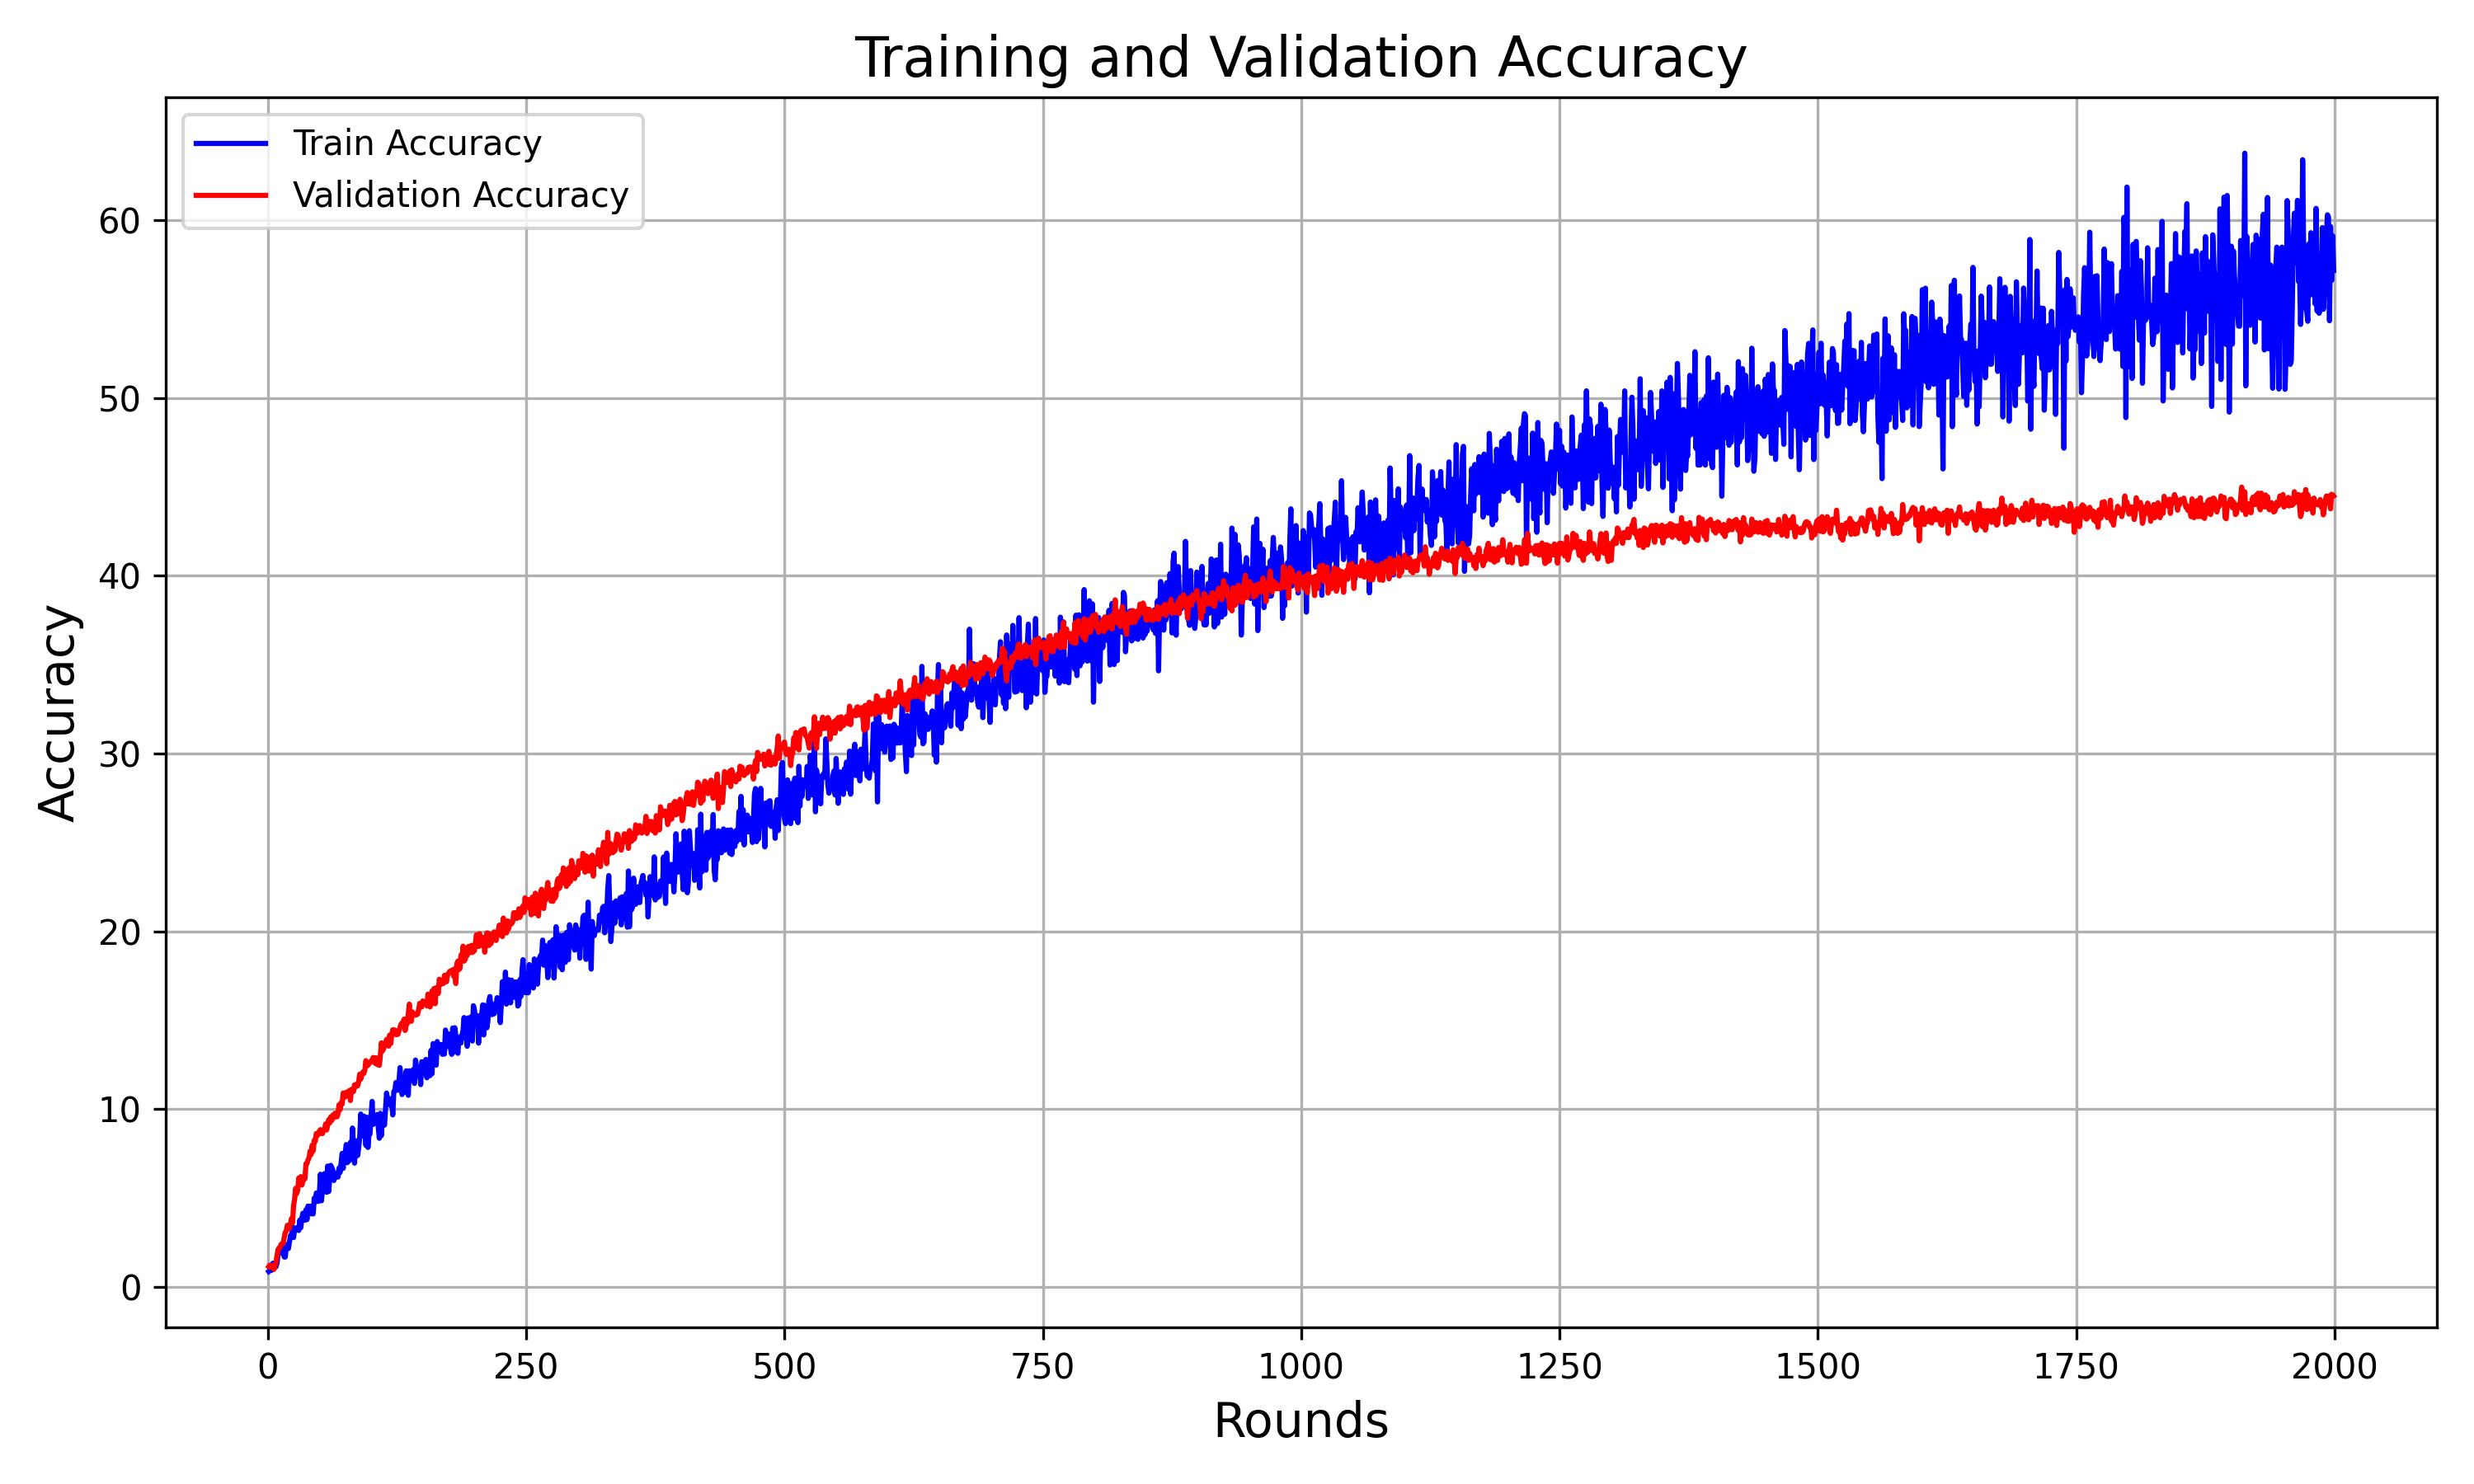 Training and Validation Accuracy
Train Accuracy
Validation Accuracy
Accuracy
60
50
40
30
20
10
0
0 250 500 750 1000 1250 1500 1750 2000
Rounds